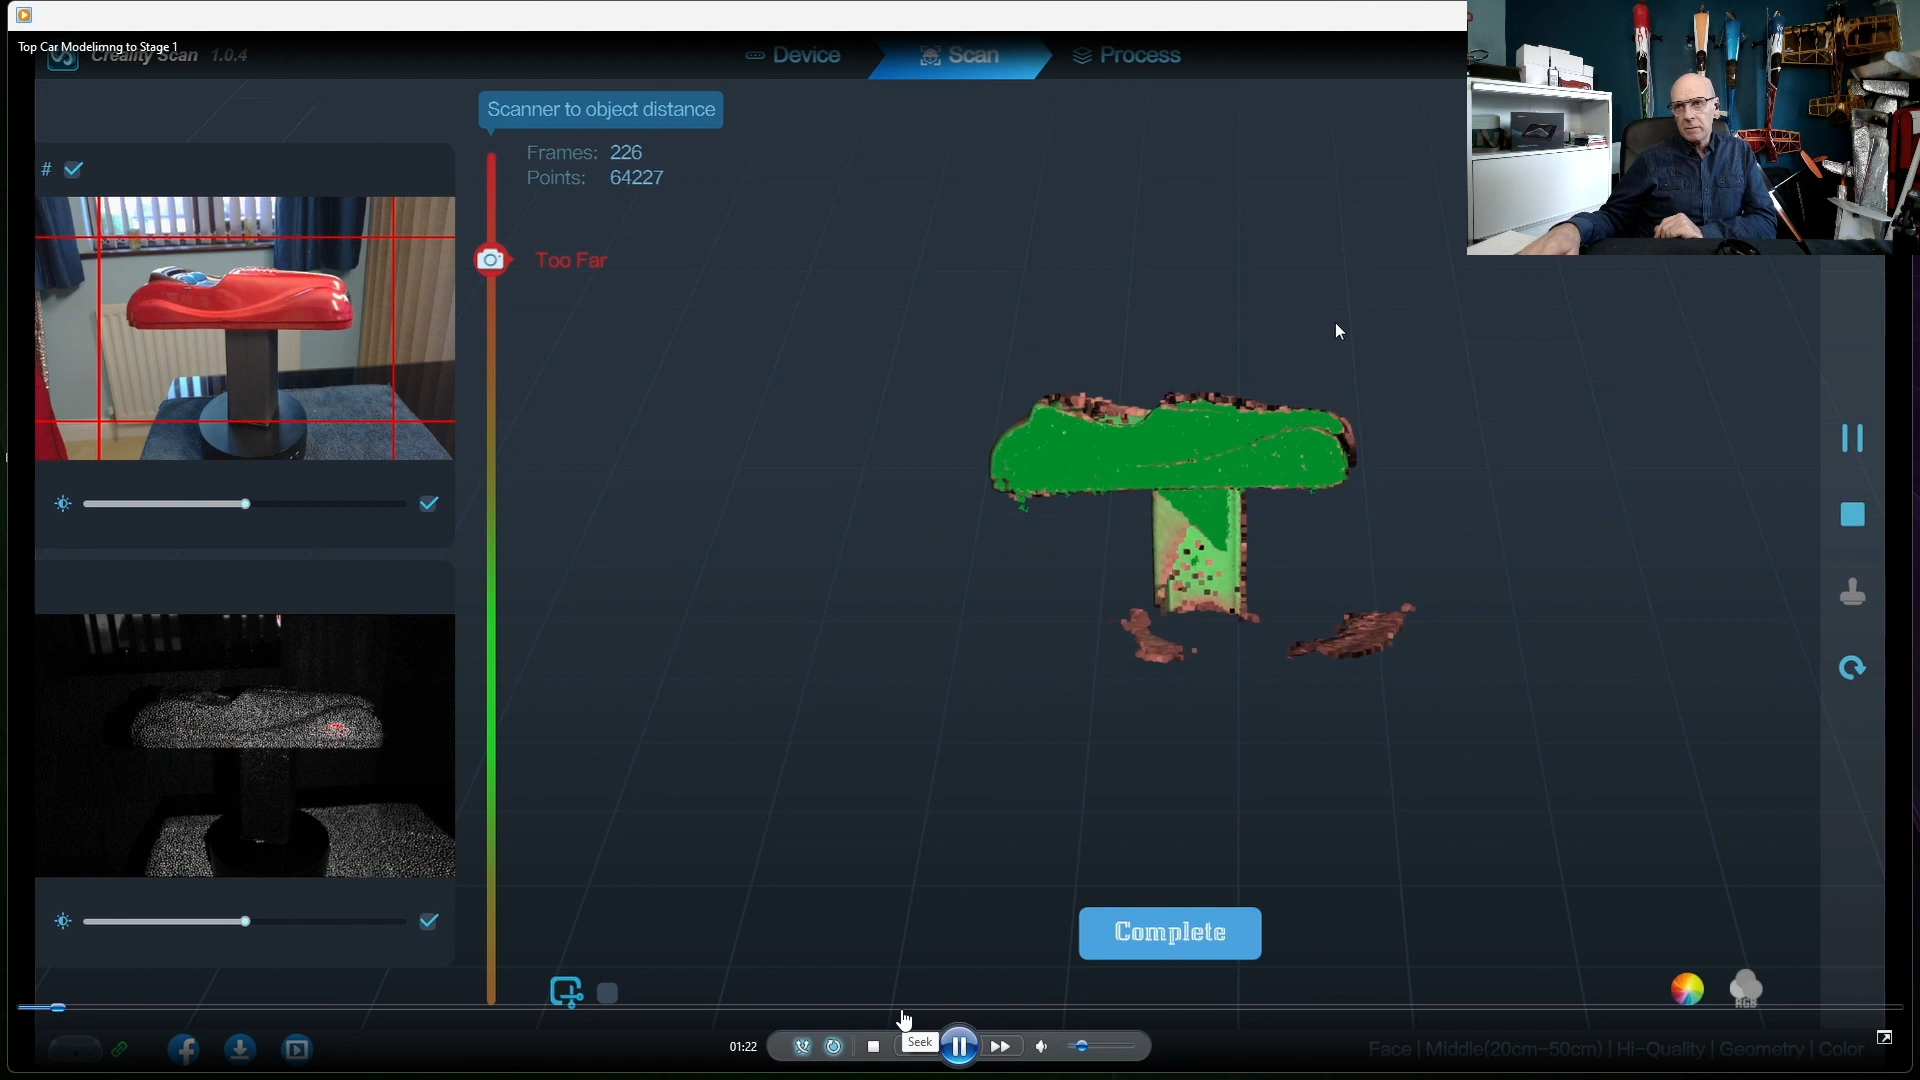 Top Car Modelimng to Stage 1
Creality Scan 1.0.4
Device
Scan
Process
Scanner to object distance
#
Frames: 226
Points: 64227
Too Far
Complete
RGB
01:22
Seek
Face | Middle(20cm-50cm) | Hi-Quality | Geometry | Color